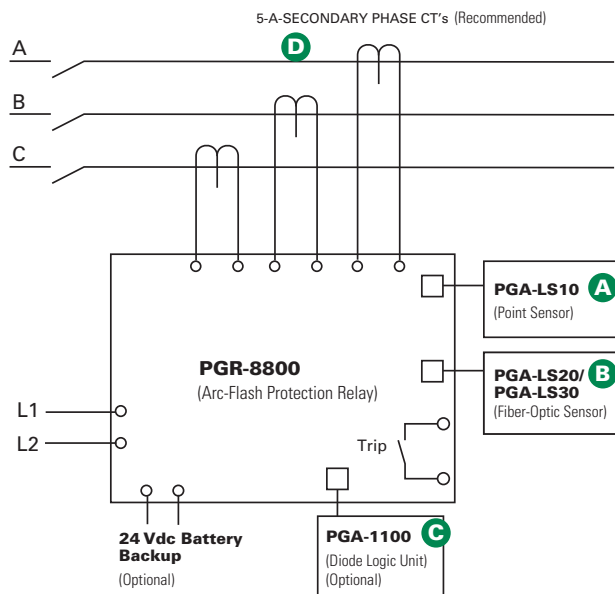 5-A-SECONDARY PHASE CT's (Recommended)
D
A
B
C
PGA-LS10 A
(Point Sensor)
PGR-8800
(Arc-Flash Protection Relay)
PGA-LS20/
PGA-LS30
B
(Fiber-Optic Sensor)
L1
L2
Trip
24 Vdc Battery
Backup
(Optional)
PGA-1100 C
(Diode Logic Unit)
(Optional)